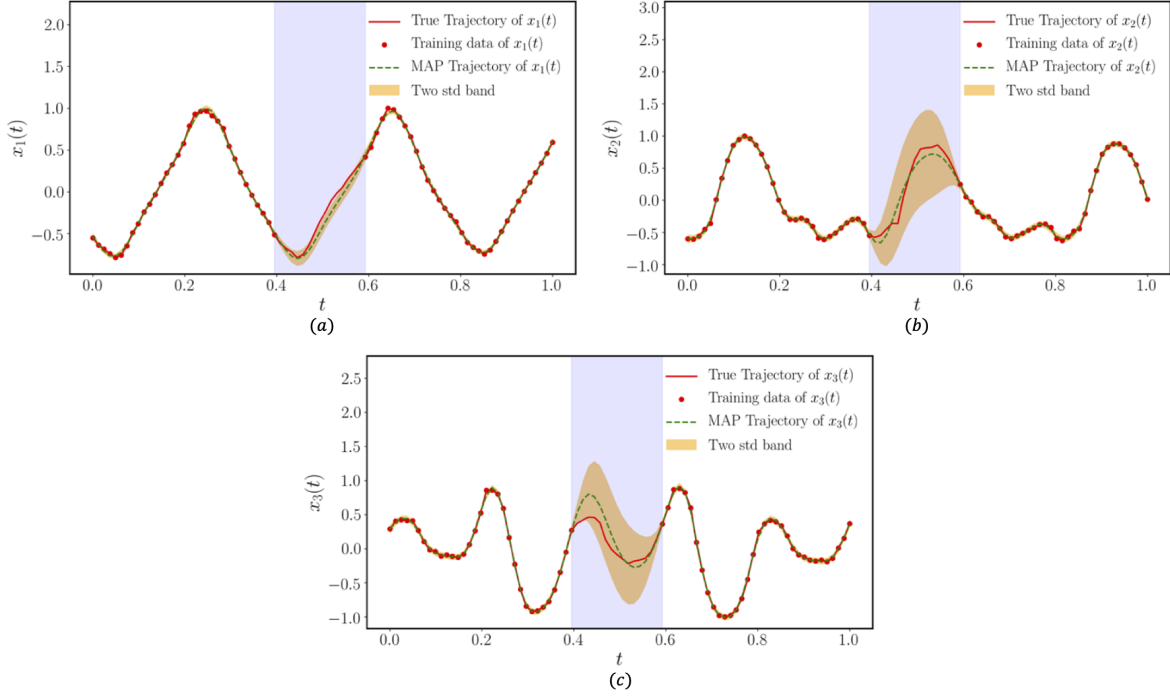 2.0
1.5
1.0
0.5
0.0
−0.5
x₁(t)
True Trajectory of x₁(t)
Training data of x₁(t)
MAP Trajectory of x₁(t)
Two std band
0.0 0.2 0.4 0.6 0.8 1.0
t
(a)
3.0
2.5
2.0
1.5
1.0
0.5
0.0
−0.5
−1.0
x₂(t)
True Trajectory of x₂(t)
Training data of x₂(t)
MAP Trajectory of x₂(t)
Two std band
0.0 0.2 0.4 0.6 0.8 1.0
t
(b)
2.5
2.0
1.5
1.0
0.5
0.0
−0.5
−1.0
x₃(t)
True Trajectory of x₃(t)
Training data of x₃(t)
MAP Trajectory of x₃(t)
Two std band
0.0 0.2 0.4 0.6 0.8 1.0
t
(c)